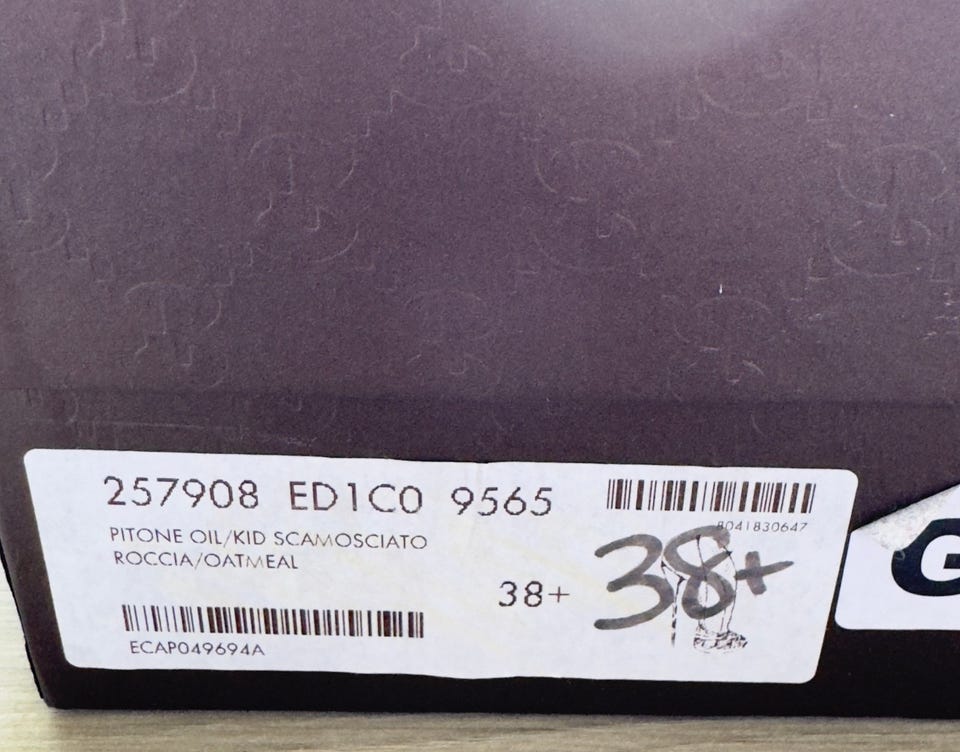 257908 ED1C0 9565
8041830647
PITONE OIL/KID SCAMOSCIATO
ROCCIA/OATMEAL
38+
38+
ECAP049694A
G